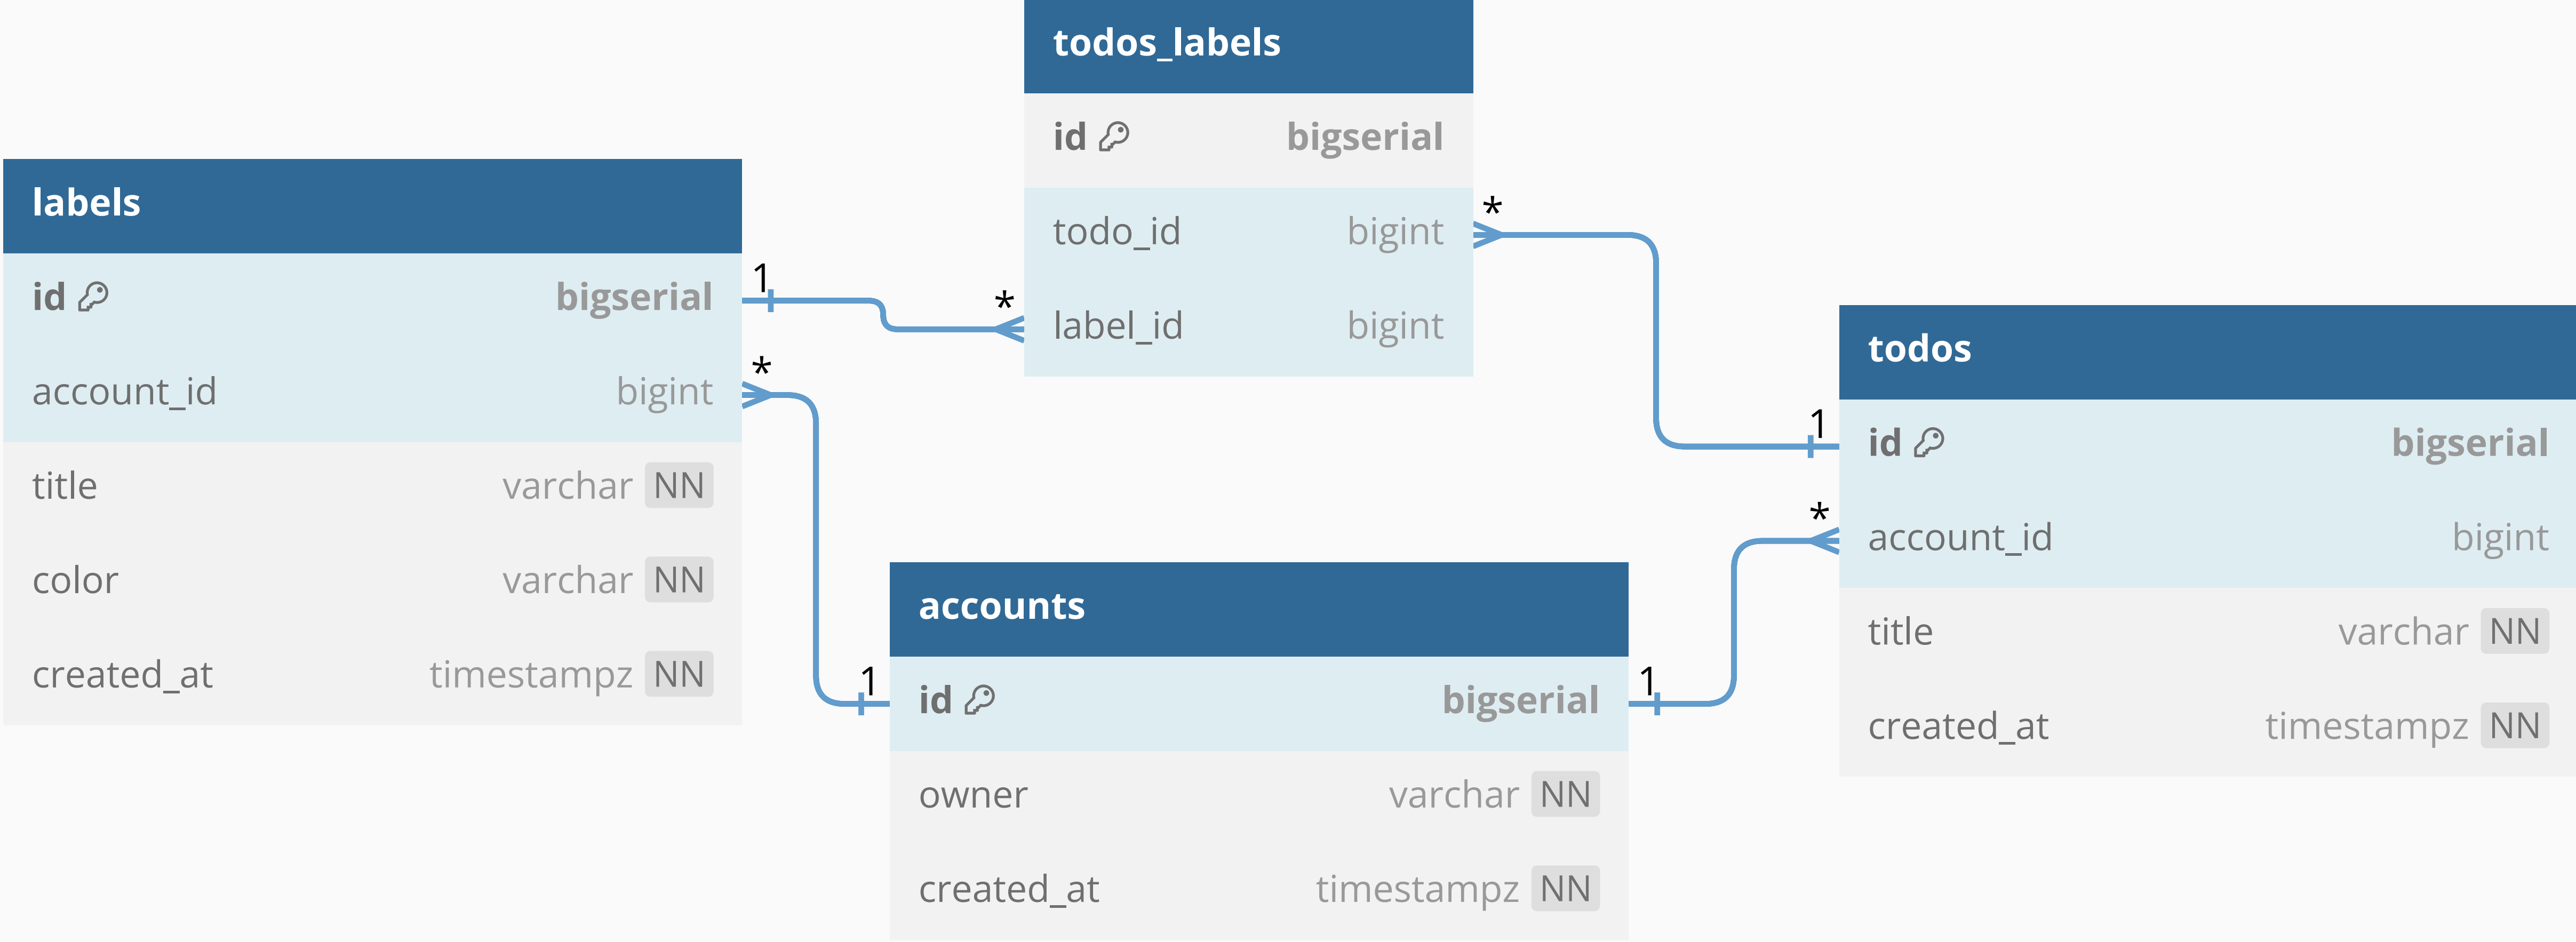 todos_labels
id bigserial
todo_id bigint
label_id bigint
*
*
labels
id bigserial
account_id bigint
title varchar NN
color varchar NN
created_at timestampz NN
1
*
accounts
id bigserial
owner varchar NN
created_at timestampz NN
1
1
todos
id bigserial
account_id bigint
title varchar NN
created_at timestampz NN
1
*